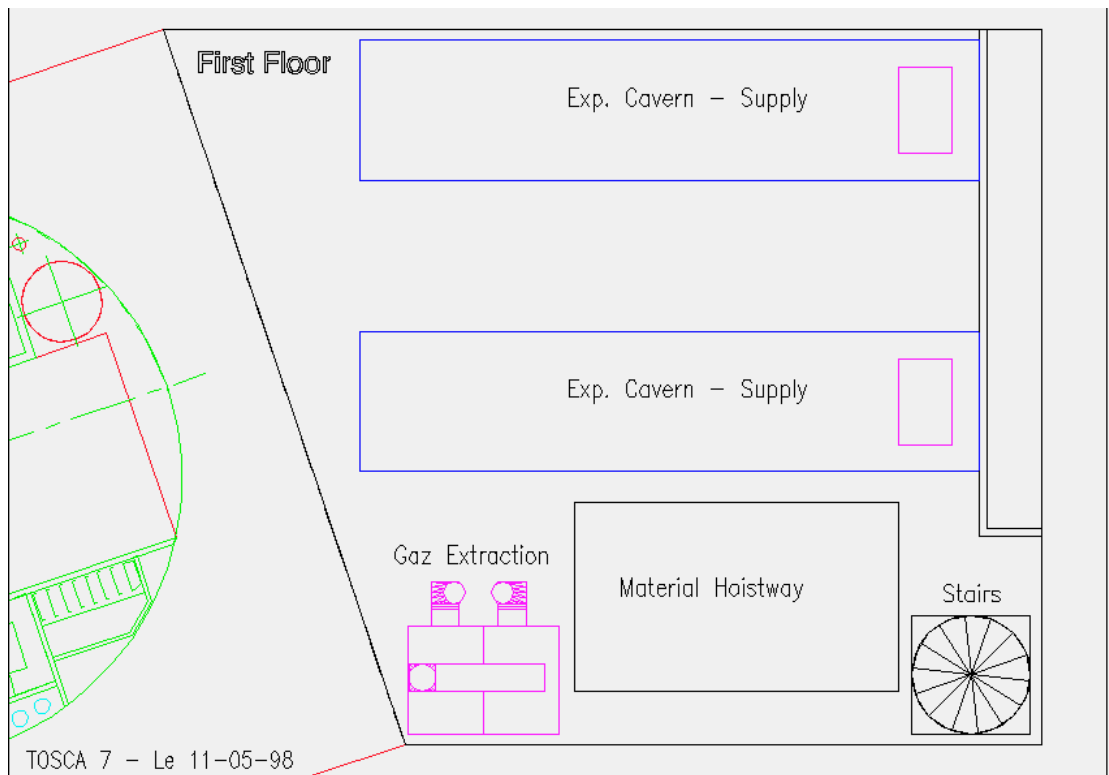 First Floor
Exp. Cavern - Supply
Exp. Cavern - Supply
Gaz Extraction
Material Hoistway
Stairs
TOSCA 7 - Le 11-05-98